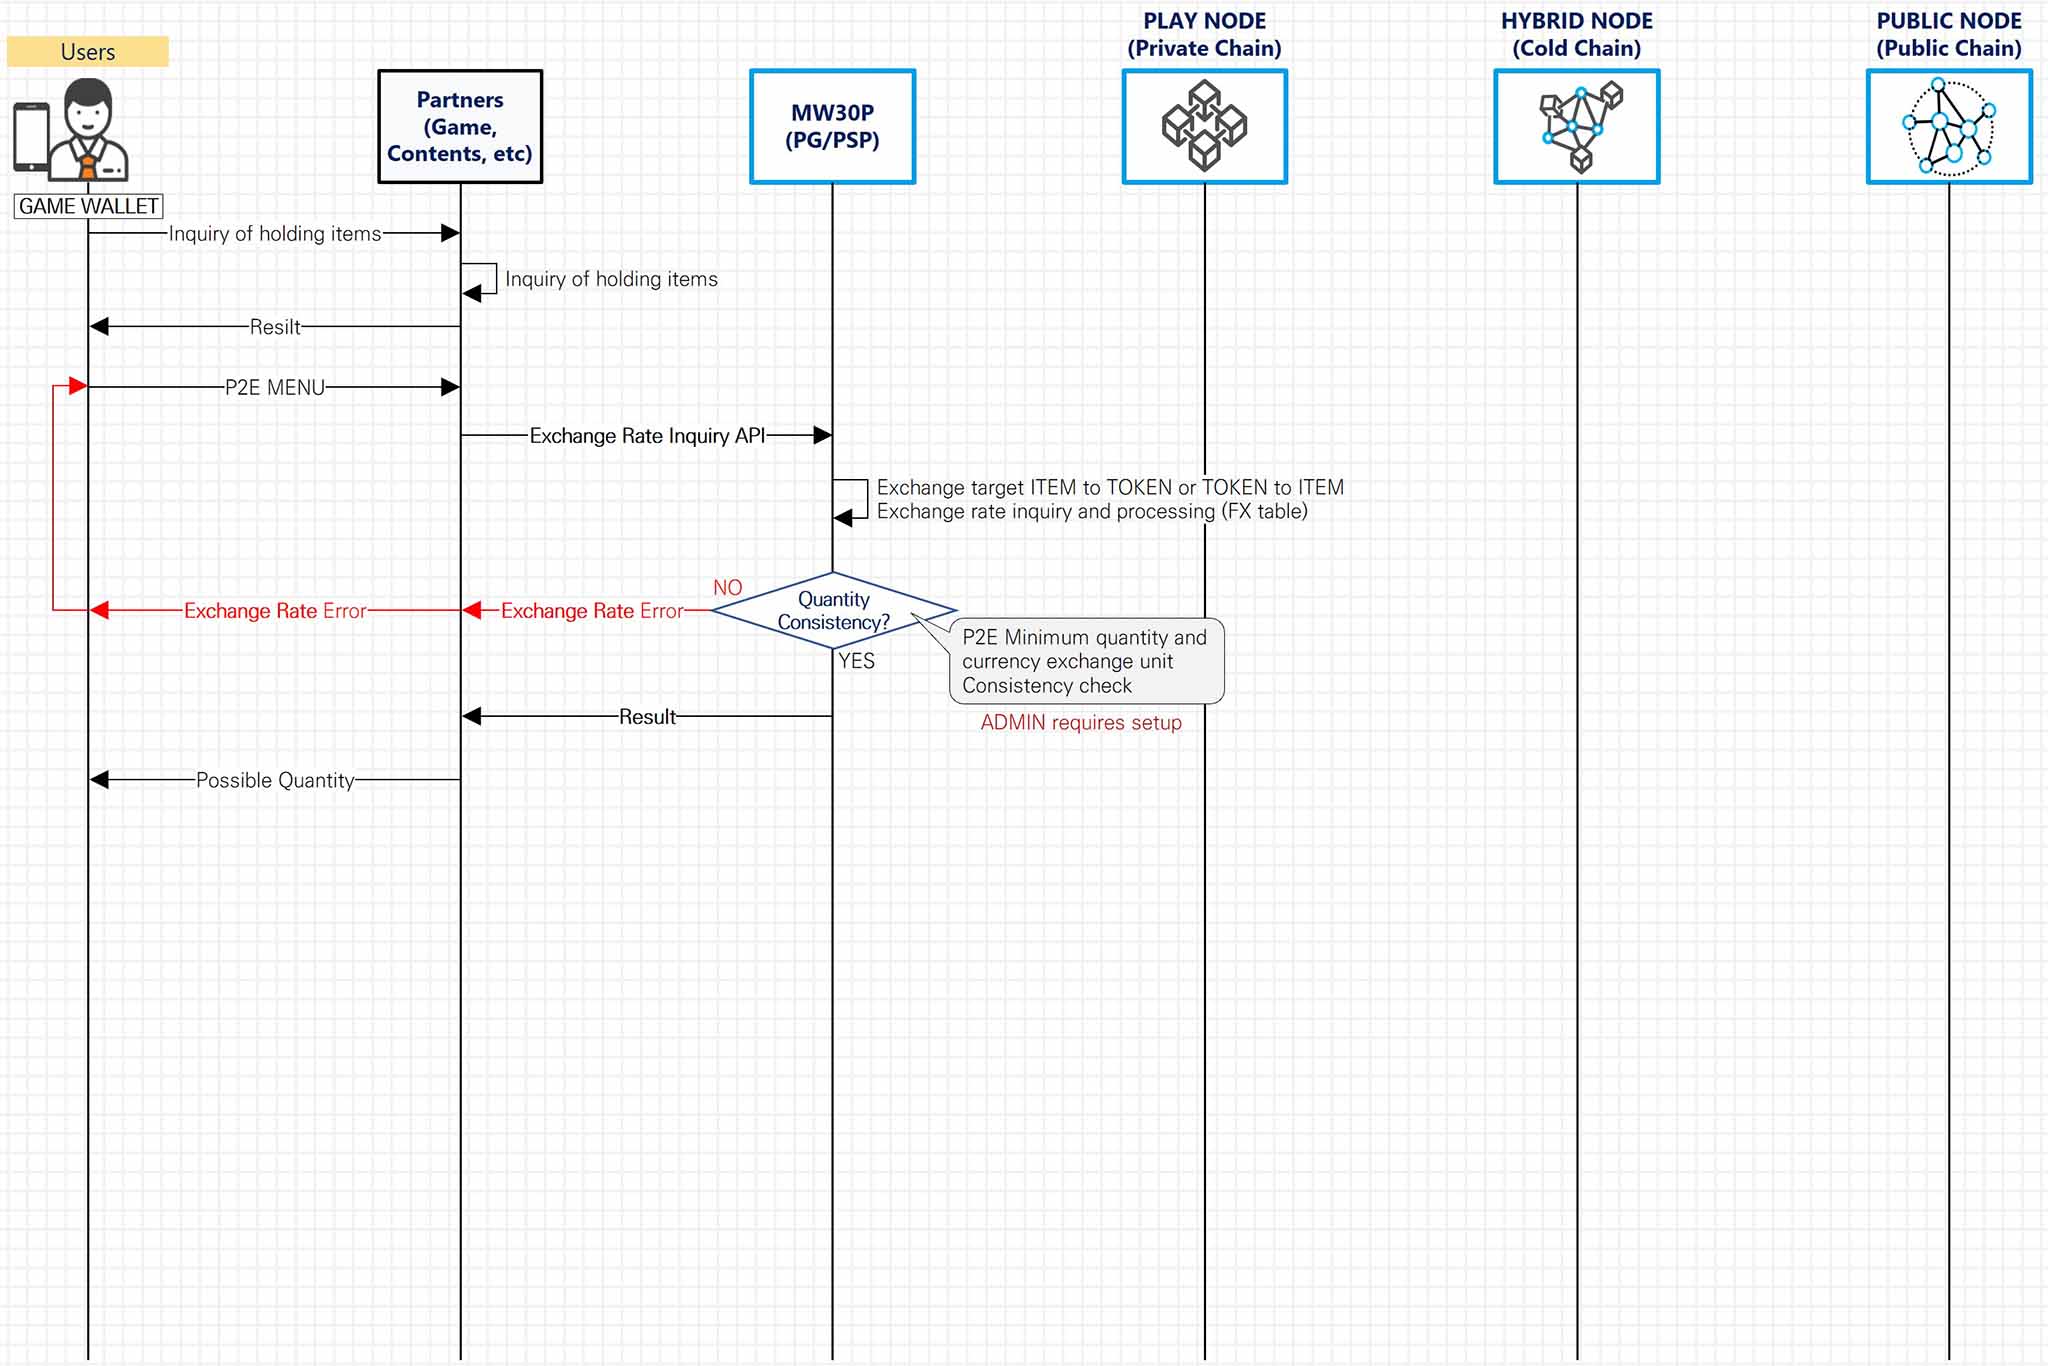 Users
GAME WALLET
Partners
(Game,
Contents, etc)
MW30P
(PG/PSP)
PLAY NODE
(Private Chain)
HYBRID NODE
(Cold Chain)
PUBLIC NODE
(Public Chain)
Inquiry of holding items
Inquiry of holding items
Resilt
P2E MENU
Exchange Rate Inquiry API
Exchange target ITEM to TOKEN or TOKEN to ITEM
Exchange rate inquiry and processing (FX table)
NO
Quantity
Consistency?
Exchange Rate Error
Exchange Rate Error
YES
P2E Minimum quantity and
currency exchange unit
Consistency check
ADMIN requires setup
Result
Possible Quantity